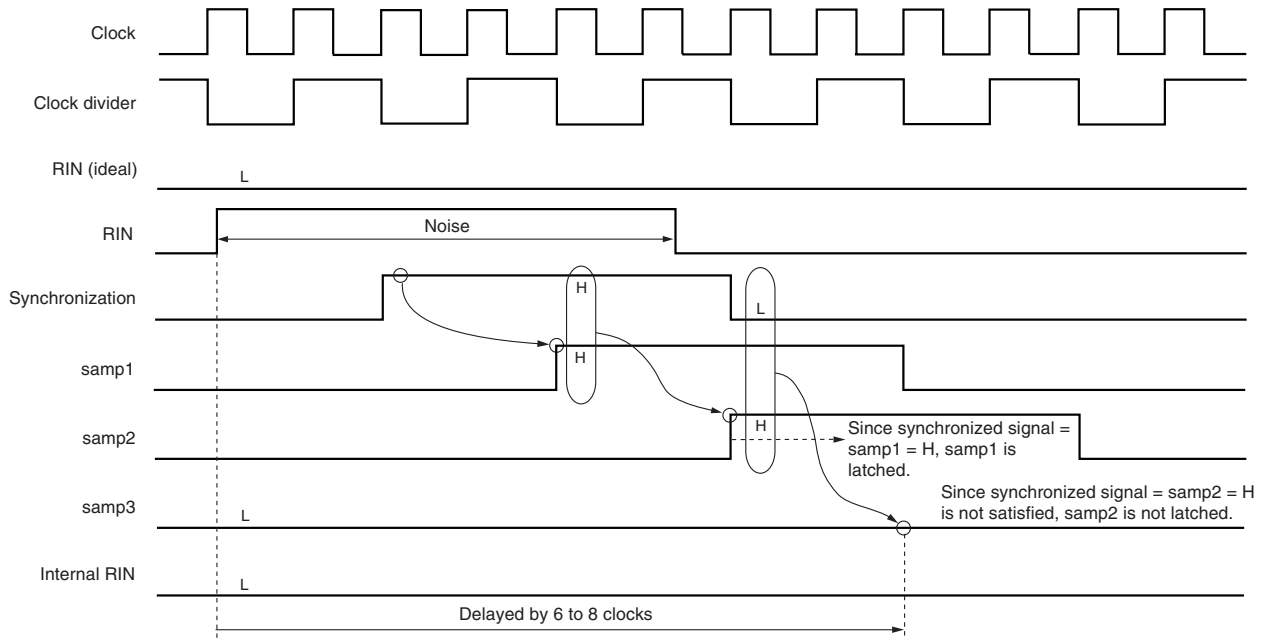 Clock
Clock divider
RIN (ideal)
L
RIN
Noise
Synchronization
H
L
samp1
H
samp2
H
Since synchronized signal =
samp1 = H, samp1 is
latched.
samp3
L
Since synchronized signal = samp2 = H
is not satisfied, samp2 is not latched.
Internal RIN
L
Delayed by 6 to 8 clocks